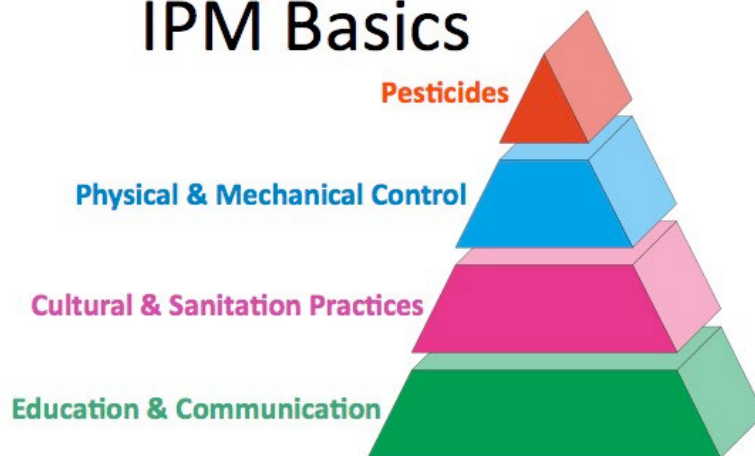 IPM Basics
Pesticides
Physical & Mechanical Control
Cultural & Sanitation Practices
Education & Communication